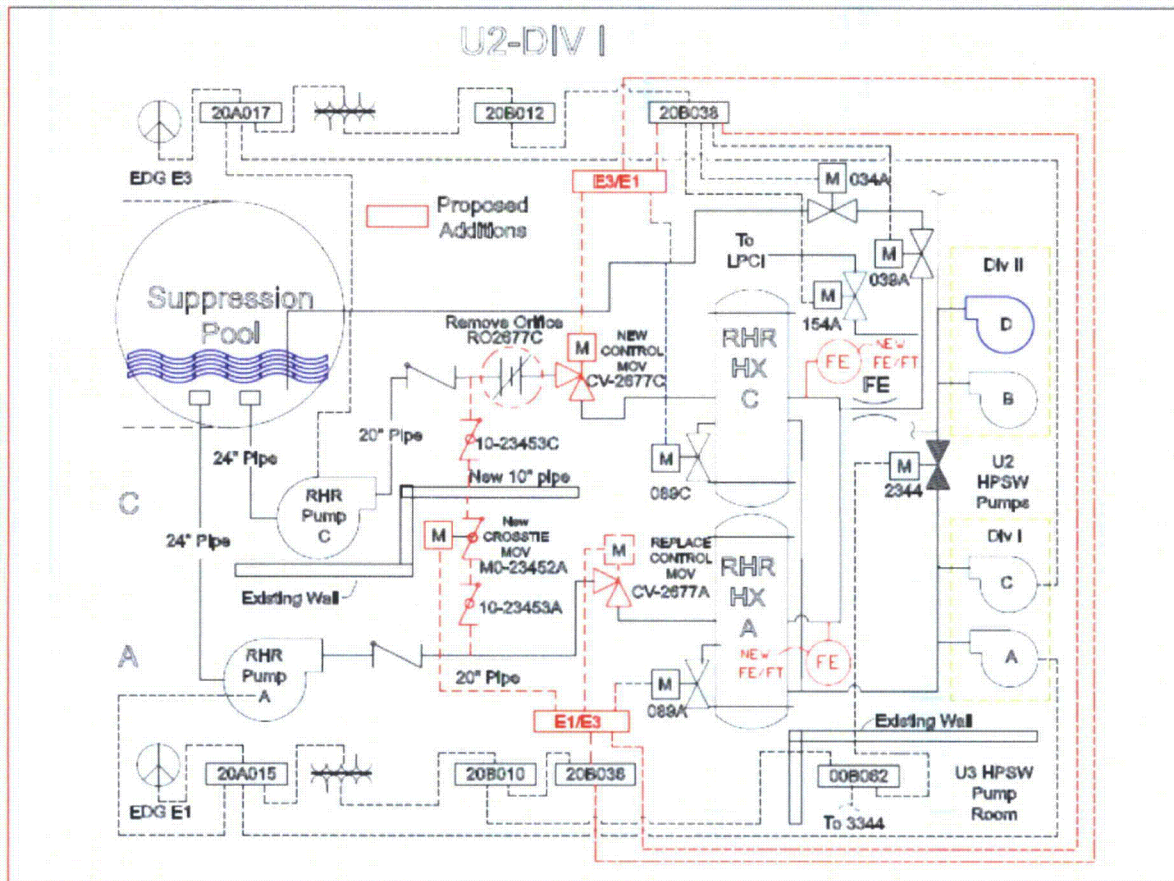 U2-DIV I
20A017
20B012
20B038
EDG E3
E3/E1
M
034A
Proposed
Additions
To
LPCI
M
039A
Div II
Suppression
Pool
Remove Orifice
RO2677C
M
NEW
CONTROL
MOV
CV-2677C
M
154A
RHR
HX
C
FE
NEW
FE/FT
FE
D
B
20" Pipe
10-23453C
24" Pipe
New 10" pipe
M
089C
M
2344
U2
HPSW
Pumps
C
RHR
Pump
C
24" Pipe
M
New
CROSSTIE
MOV
MO-23452A
M
REPLACE
CONTROL
MOV
CV-2677A
RHR
HX
A
Div I
C
Existing Wall
10-23453A
A
RHR
Pump
A
20" Pipe
NEW
FE/FT
FE
A
M
089A
E1/E3
Existing Wall
20A015
20B010
20B036
00B062
U3 HPSW
Pump
Room
EDG E1
To 3344